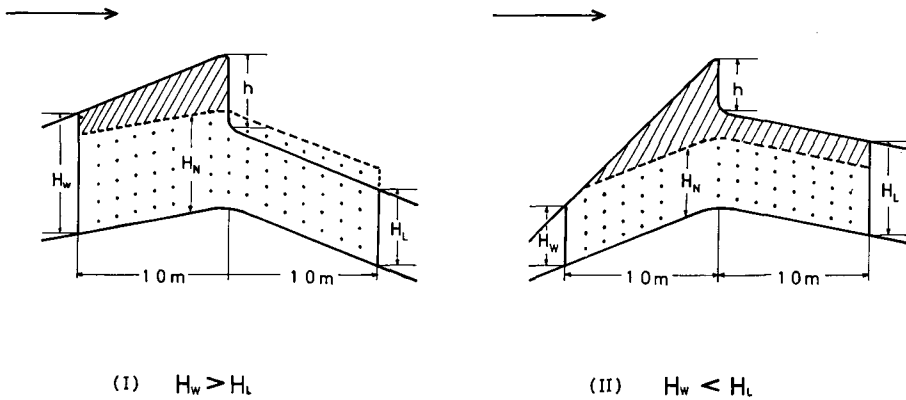 h
H_W
H_N
H_L
10m
10m
(I) H_W > H_L
h
H_W
H_N
H_L
10m
10m
(II) H_W < H_L